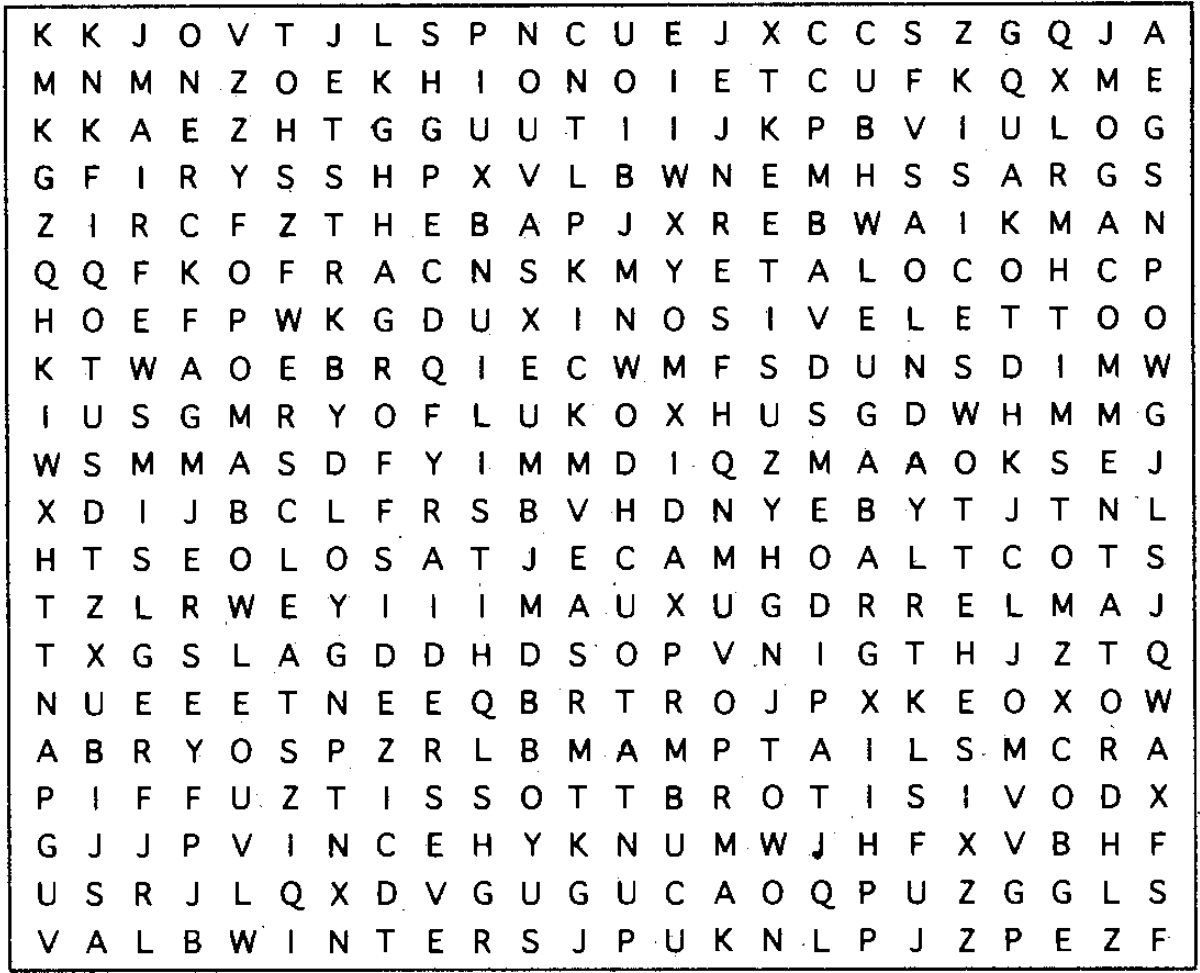 K K J O V T J L S P N C U E J X C C S Z G Q J A
M N M N Z O E K H I O N O I E T C U F K Q X M E
K K A E Z H T G G U U T I I J K P B V I U L O G
G F I R Y S S H P X V L B W N E M H S S A R G S
Z I R C F Z T H E B A P J X R E B W A I K M A N
Q Q F K O F R A C N S K M Y E T A L O C O H C P
H O E F P W K G D U X I N O S I V E L E T T O O
K T W A O E B R Q I E C W M F S D U N S D I M W
I U S G M R Y O F L U K O X H U S G D W H M M G
W S M M A S D F Y I M M D I Q Z M A A O K S E J
X D I J B C L F R S B V H D N Y E B Y T J T N L
H T S E O L O S A T J E C A M H O A L T C O T S
T Z L R W E Y I I I M A U X U G D R R E L M A J
T X G S L A G D D H D S O P V N I G T H J Z T Q
N U E E E T N E E Q B R T R O J P X K E O X O W
A B R Y O S P Z R L B M A M P T A I L S M C R A
P I F F U Z T I S S O T T B R O T I S I V O D X
G J J P V I N C E H Y K N U M W J H F X V B H F
U S R J L Q X D V G U G U C A O Q P U Z G G L S
V A L B W I N T E R S J P U K N L P J Z P E Z F